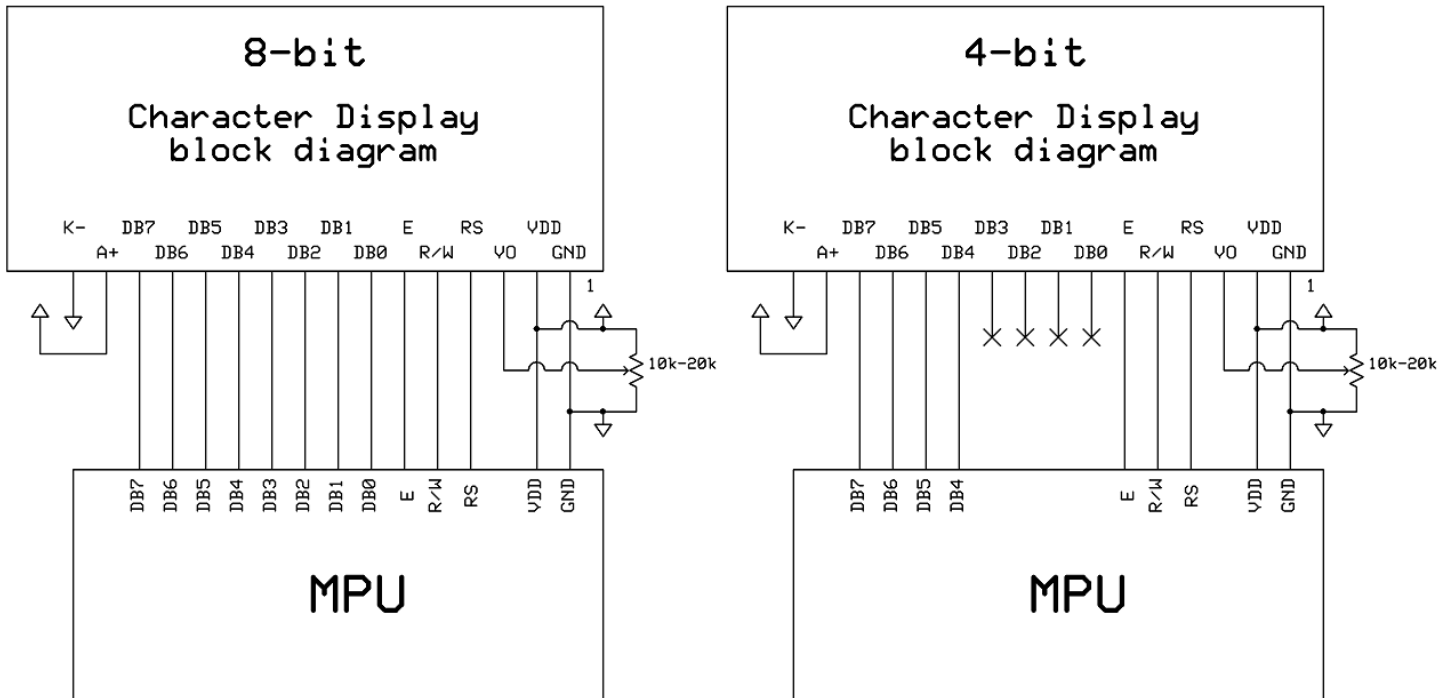 8-bit
Character Display
block diagram
K- DB7 DB5 DB3 DB1 E RS VDD
A+ DB6 DB4 DB2 DB0 R/W VO GND
1
10k-20k
DB7 DB6 DB5 DB4 DB3 DB2 DB1 DB0 E R/W RS VDD GND
MPU
4-bit
Character Display
block diagram
K- DB7 DB5 DB3 DB1 E RS VDD
A+ DB6 DB4 DB2 DB0 R/W VO GND
1
10k-20k
DB7 DB6 DB5 DB4 E R/W RS VDD GND
MPU